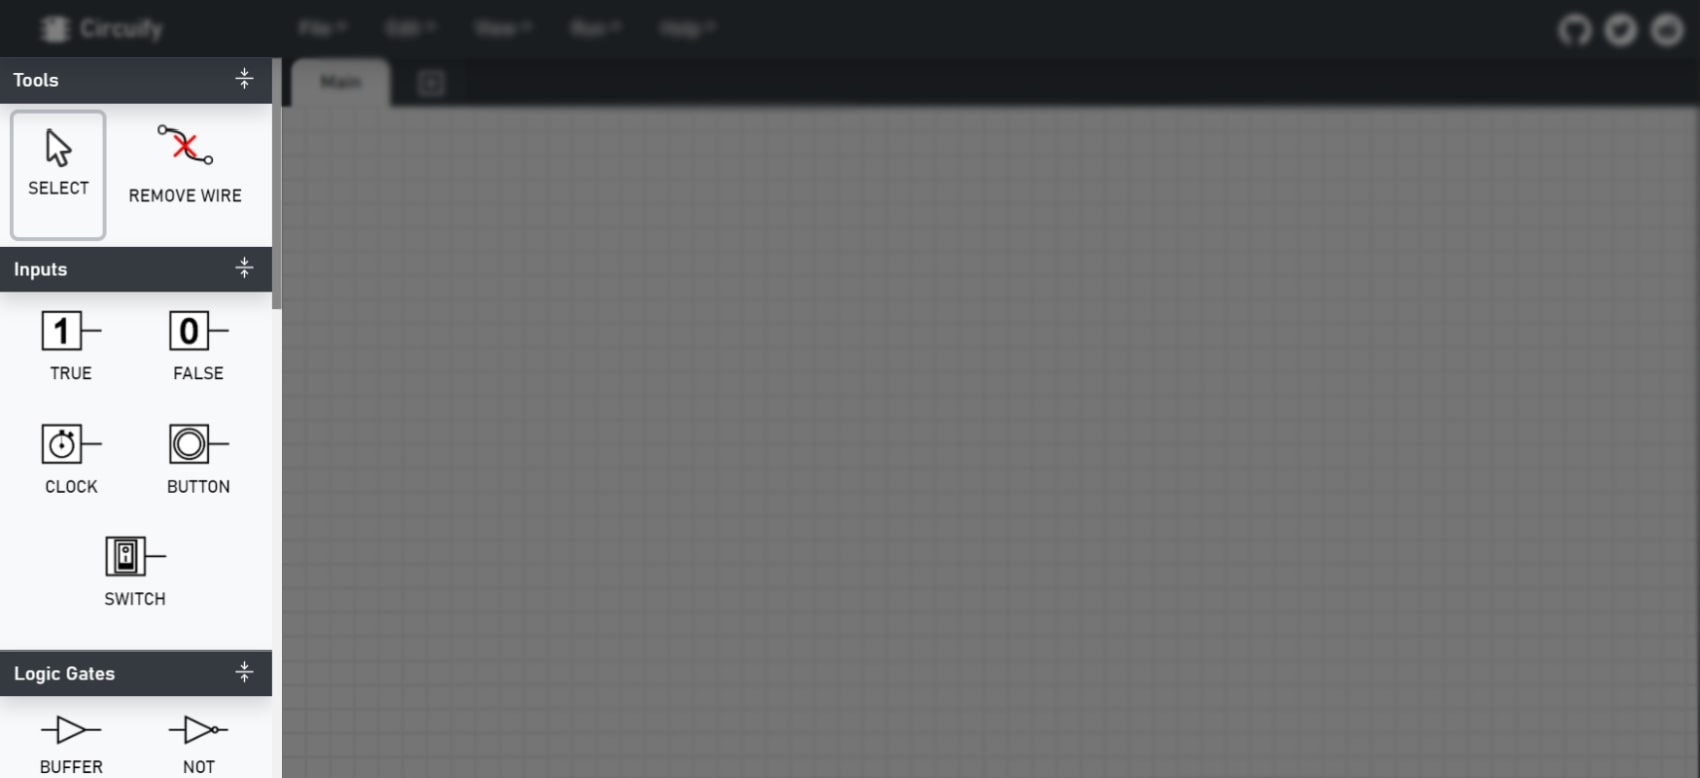 Circuify
File Edit View Run Help
Tools
Main
SELECT REMOVE WIRE
Inputs
1 0
TRUE FALSE
CLOCK BUTTON
SWITCH
Logic Gates
BUFFER NOT